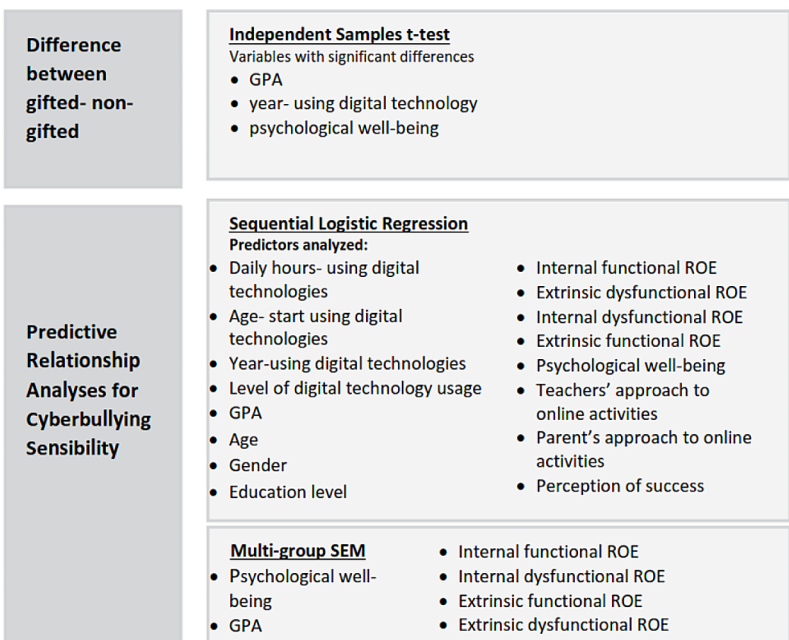 Difference
between
gifted- non-
gifted
Independent Samples t-test
Variables with significant differences
• GPA
• year- using digital technology
• psychological well-being
Predictive
Relationship
Analyses for
Cyberbullying
Sensibility
Sequential Logistic Regression
Predictors analyzed:
• Daily hours- using digital
technologies
• Age- start using digital
technologies
• Year-using digital technologies
• Level of digital technology usage
• GPA
• Age
• Gender
• Education level
• Internal functional ROE
• Extrinsic dysfunctional ROE
• Internal dysfunctional ROE
• Extrinsic functional ROE
• Psychological well-being
• Teachers’ approach to
online activities
• Parent’s approach to online
activities
• Perception of success
Multi-group SEM
• Psychological well-
being
• GPA
• Internal functional ROE
• Internal dysfunctional ROE
• Extrinsic functional ROE
• Extrinsic dysfunctional ROE